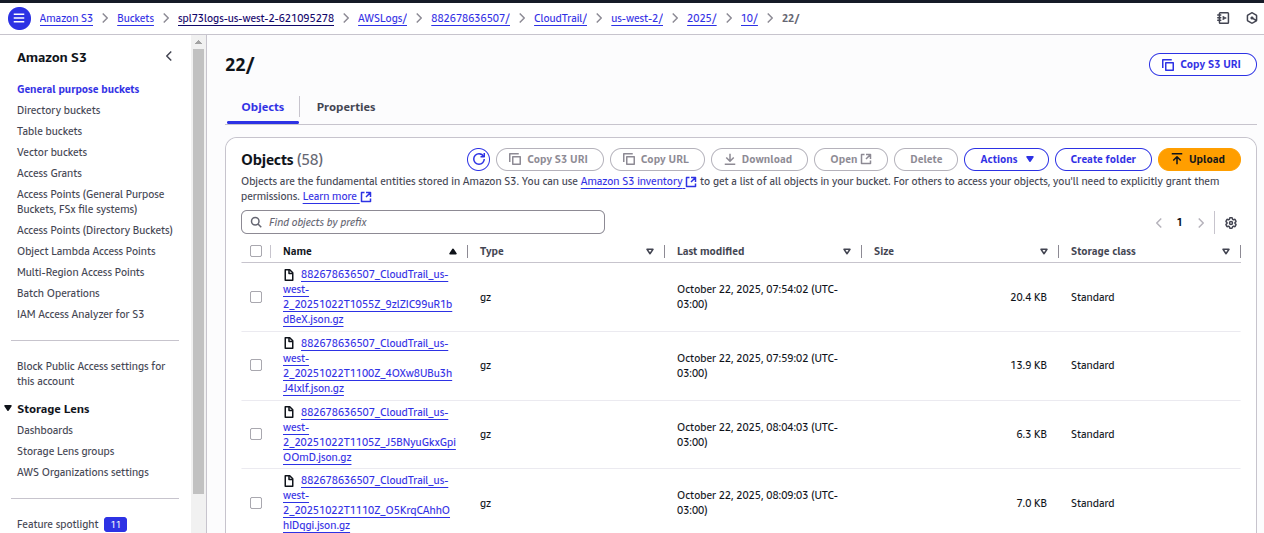 Amazon S3 > Buckets > spl73logs-us-west-2-621095278 > AWSLogs/ > 882678636507/ > CloudTrail/ > us-west-2/ > 2025/ > 10/ > 22/
Amazon S3
General purpose buckets
Directory buckets
Table buckets
Vector buckets
Access Grants
Access Points (General Purpose
Buckets, FSx file systems)
Access Points (Directory Buckets)
Object Lambda Access Points
Multi-Region Access Points
Batch Operations
IAM Access Analyzer for S3
Block Public Access settings for
this account
Storage Lens
Dashboards
Storage Lens groups
AWS Organizations settings
Feature spotlight 11
22/
Copy S3 URI
Objects
Properties
Objects (58)
Copy S3 URI
Copy URL
Download
Open
Delete
Actions
Create folder
Upload
Objects are the fundamental entities stored in Amazon S3. You can use Amazon S3 inventory to get a list of all objects in your bucket. For others to access your objects, you'll need to explicitly grant them
permissions. Learn more
Find objects by prefix
1
Name Type Last modified Size Storage class
882678636507_CloudTrail_us-
west-
2_20251022T1055Z_9zIZIC99uR1b
dBeX.json.gz
gz
October 22, 2025, 07:54:02 (UTC-
03:00)
20.4 KB
Standard
882678636507_CloudTrail_us-
west-
2_20251022T1100Z_4OXw8UBu3h
J4lxlf.json.gz
gz
October 22, 2025, 07:59:02 (UTC-
03:00)
13.9 KB
Standard
882678636507_CloudTrail_us-
west-
2_20251022T1105Z_J5BNyuGkxGpi
OOmD.json.gz
gz
October 22, 2025, 08:04:03 (UTC-
03:00)
6.3 KB
Standard
882678636507_CloudTrail_us-
west-
2_20251022T1110Z_O5KrqCAhhO
hIDqgi.json.gz
gz
October 22, 2025, 08:09:03 (UTC-
03:00)
7.0 KB
Standard